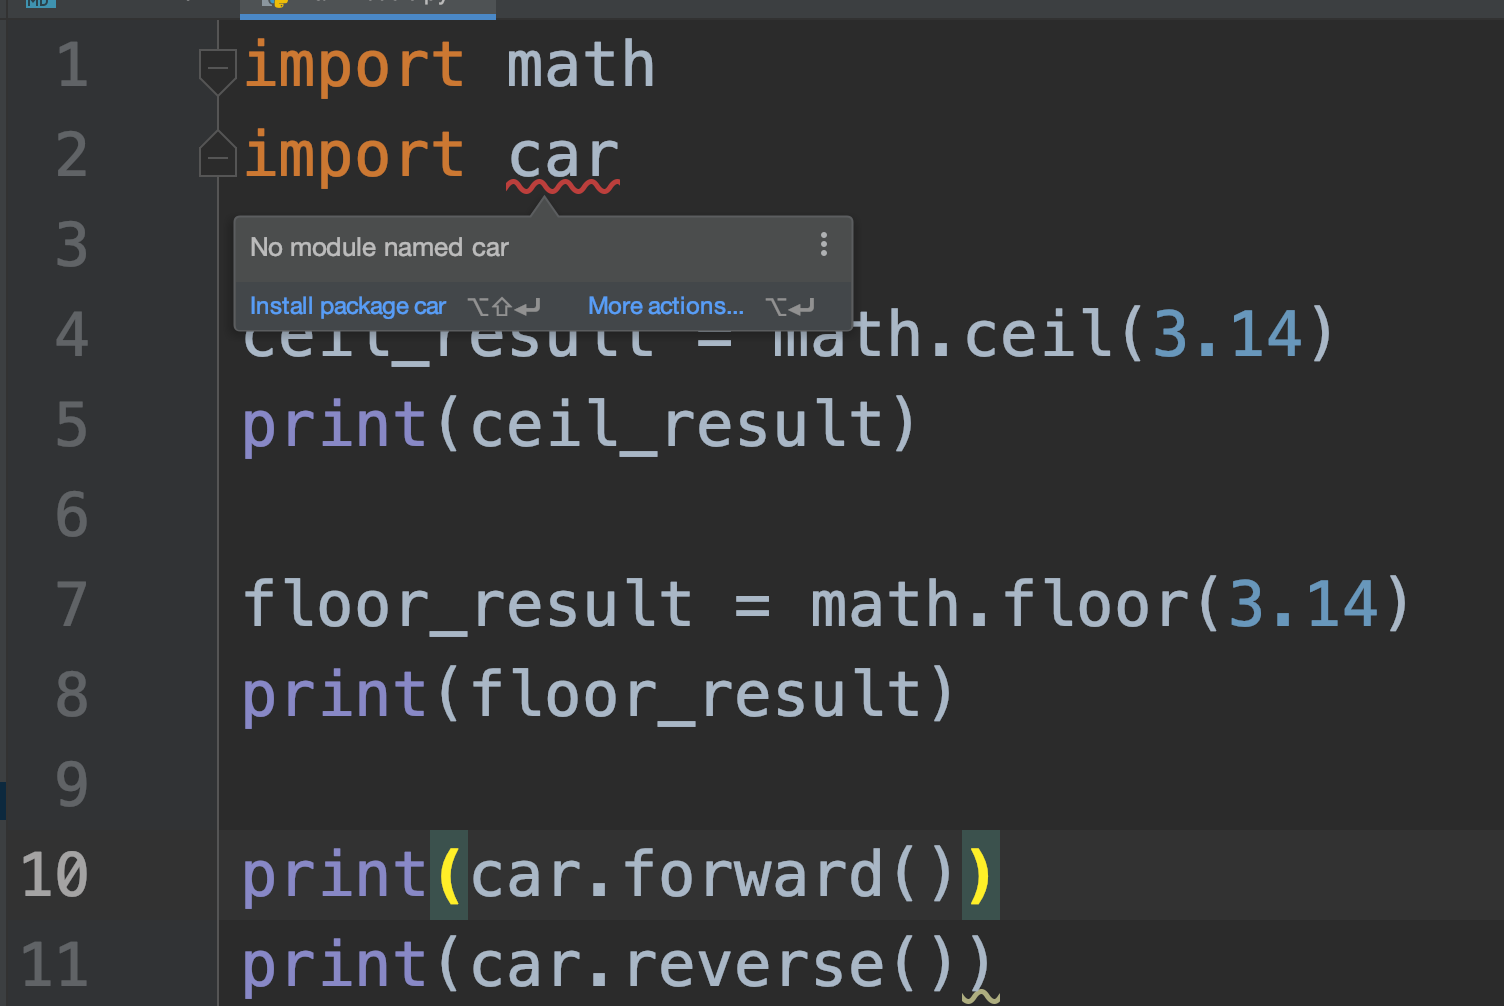 MD
1 import math
2 import car
3
No module named car
Install package car ⌥⇧↵ More actions... ⌥↵
4 ceil_result = math.ceil(3.14)
5 print(ceil_result)
6
7 floor_result = math.floor(3.14)
8 print(floor_result)
9
10 print(car.forward())
11 print(car.reverse())